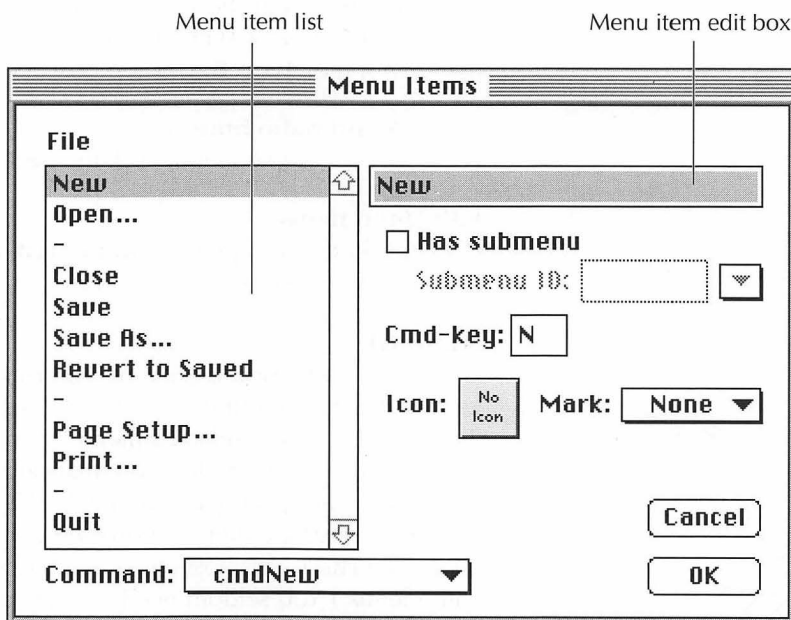 Menu item list
Menu item edit box
Menu Items
File
New
Open...
-
Close
Save
Save As...
Revert to Saved
-
Page Setup...
Print...
-
Quit
New
Has submenu
Submenu ID:
Cmd-key: N
Icon: No Icon Mark: None
Cancel
Command: cmdNew
OK